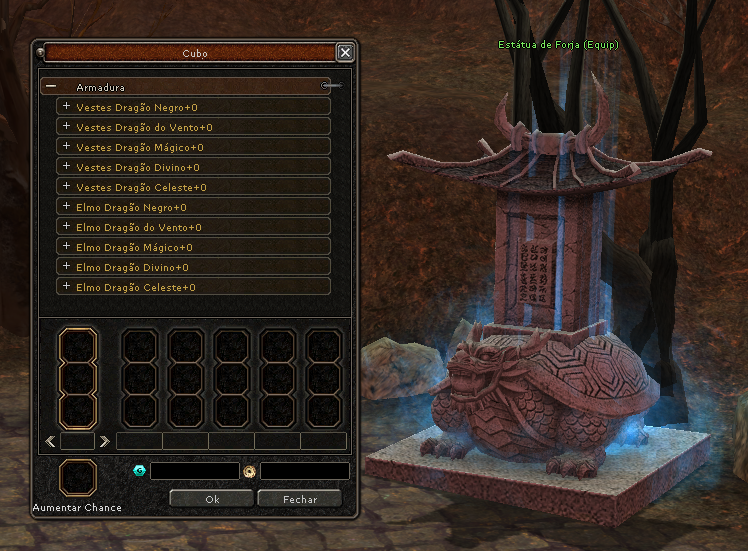 Cubo
Estátua de Forja (Equip)
Armadura
Vestes Dragão Negro+0
Vestes Dragão do Vento+0
Vestes Dragão Mágico+0
Vestes Dragão Divino+0
Vestes Dragão Celeste+0
Elmo Dragão Negro+0
Elmo Dragão do Vento+0
Elmo Dragão Mágico+0
Elmo Dragão Divino+0
Elmo Dragão Celeste+0
Aumentar Chance
Ok
Fechar